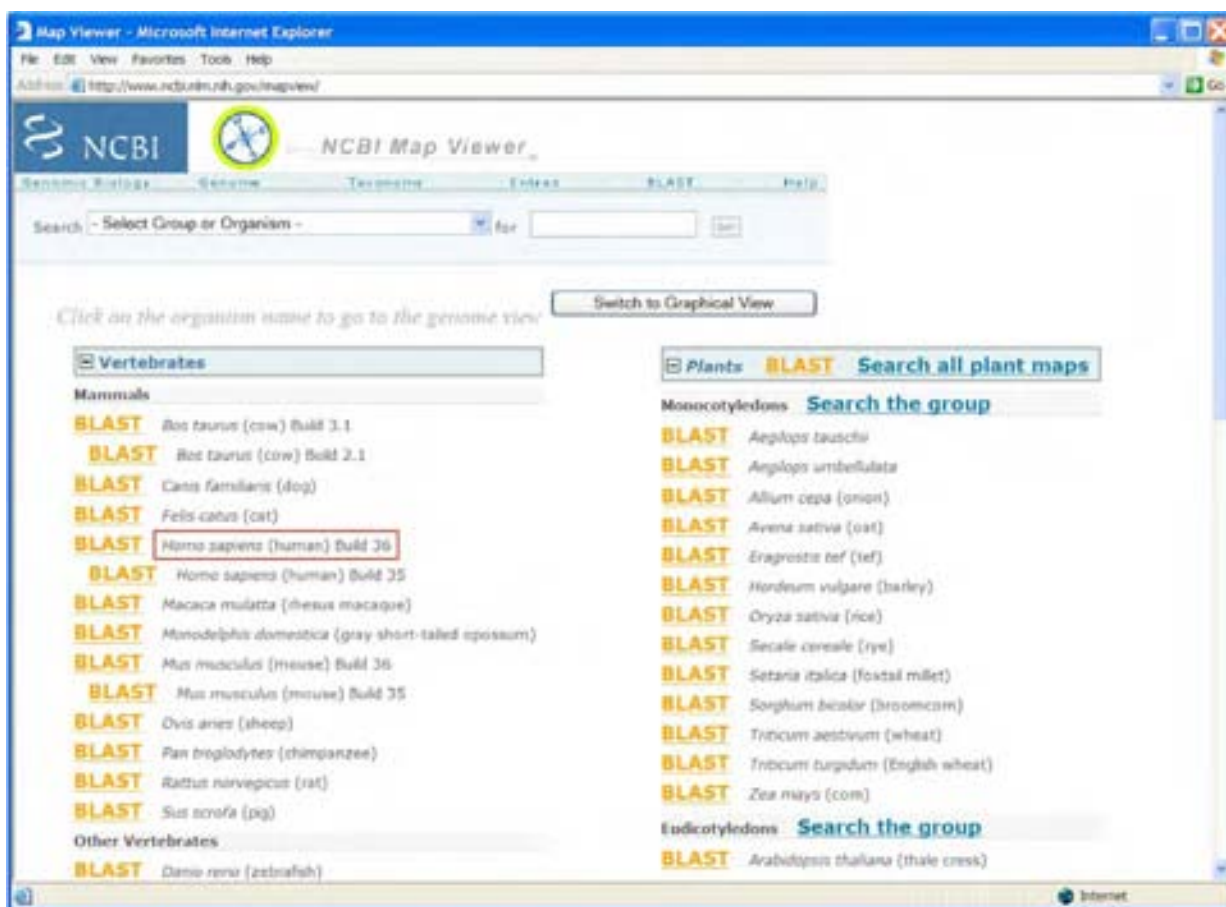 Map Viewer - Microsoft Internet Explorer
File Edit View Favorites Tools Help
Address http://www.ncbi.nlm.nih.gov/mapview/ Go
NCBI NCBI Map Viewer
Genomic Biology Genome Taxonomy Entrez BLAST Help
Search - Select Group or Organism - for Go!
Click on the organism name to go to the genome view
Switch to Graphical View
Vertebrates
Mammals
BLAST Bos taurus (cow) Build 3.1
BLAST Bos taurus (cow) Build 2.1
BLAST Canis familiaris (dog)
BLAST Felis catus (cat)
BLAST Homo sapiens (human) Build 36
BLAST Homo sapiens (human) Build 35
BLAST Macaca mulatta (rhesus macaque)
BLAST Monodelphis domestica (gray short-tailed opossum)
BLAST Mus musculus (mouse) Build 36
BLAST Mus musculus (mouse) Build 35
BLAST Ovis aries (sheep)
BLAST Pan troglodytes (chimpanzee)
BLAST Rattus norvegicus (rat)
BLAST Sus scrofa (pig)
Other Vertebrates
BLAST Danio rerio (zebrafish)
Plants BLAST Search all plant maps
Monocotyledons Search the group
BLAST Aegilops tauschii
BLAST Aegilops umbellulata
BLAST Allium cepa (onion)
BLAST Avena sativa (oat)
BLAST Eragrostis tef (tef)
BLAST Hordeum vulgare (barley)
BLAST Oryza sativa (rice)
BLAST Secale cereale (rye)
BLAST Setaria italica (foxtail millet)
BLAST Sorghum bicolor (broomcorn)
BLAST Triticum aestivum (wheat)
BLAST Triticum turgidum (English wheat)
BLAST Zea mays (corn)
Eudicotyledons Search the group
BLAST Arabidopsis thaliana (thale cress)
Internet